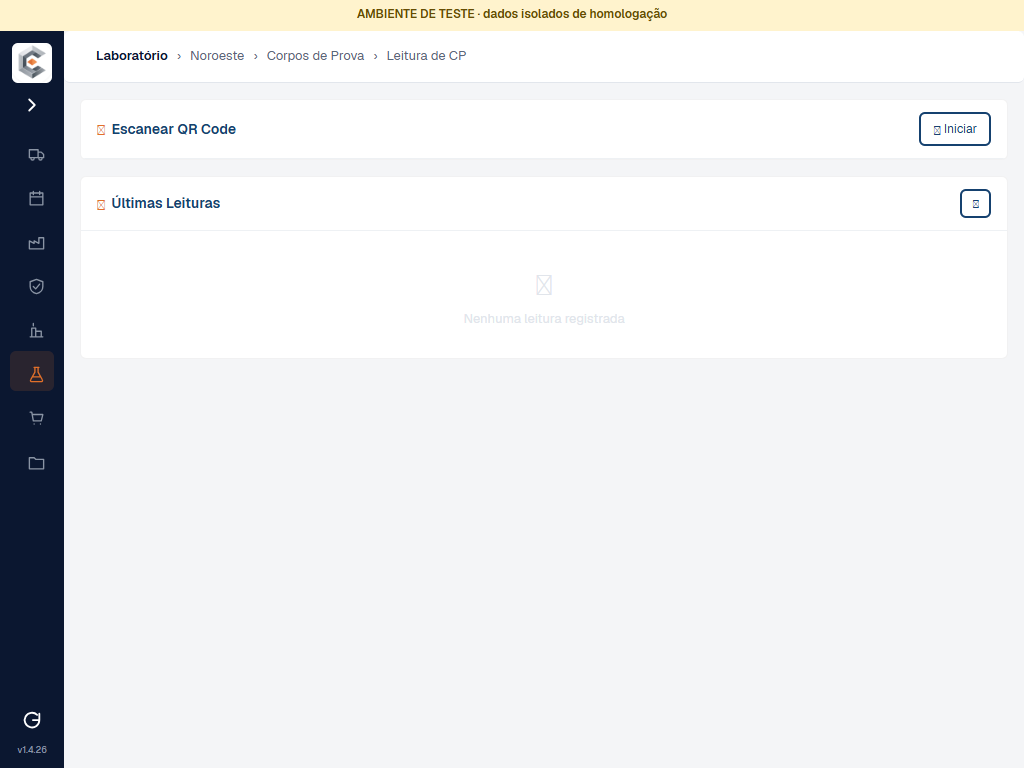 AMBIENTE DE TESTE · dados isolados de homologação
Laboratório › Noroeste › Corpos de Prova › Leitura de CP
Escanear QR Code
Iniciar
Últimas Leituras
Nenhuma leitura registrada
v1.4.26